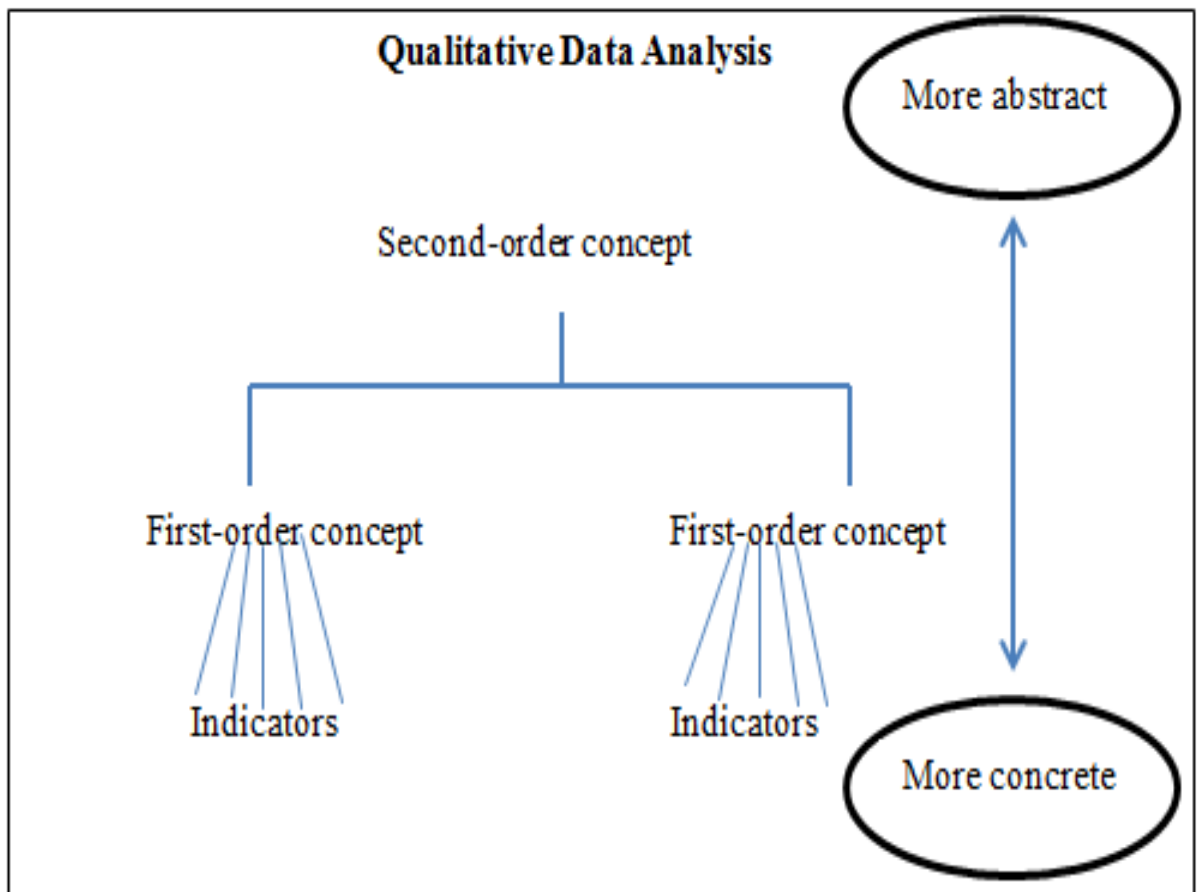 Qualitative Data Analysis
More abstract
Second-order concept
First-order concept
First-order concept
Indicators
Indicators
More concrete